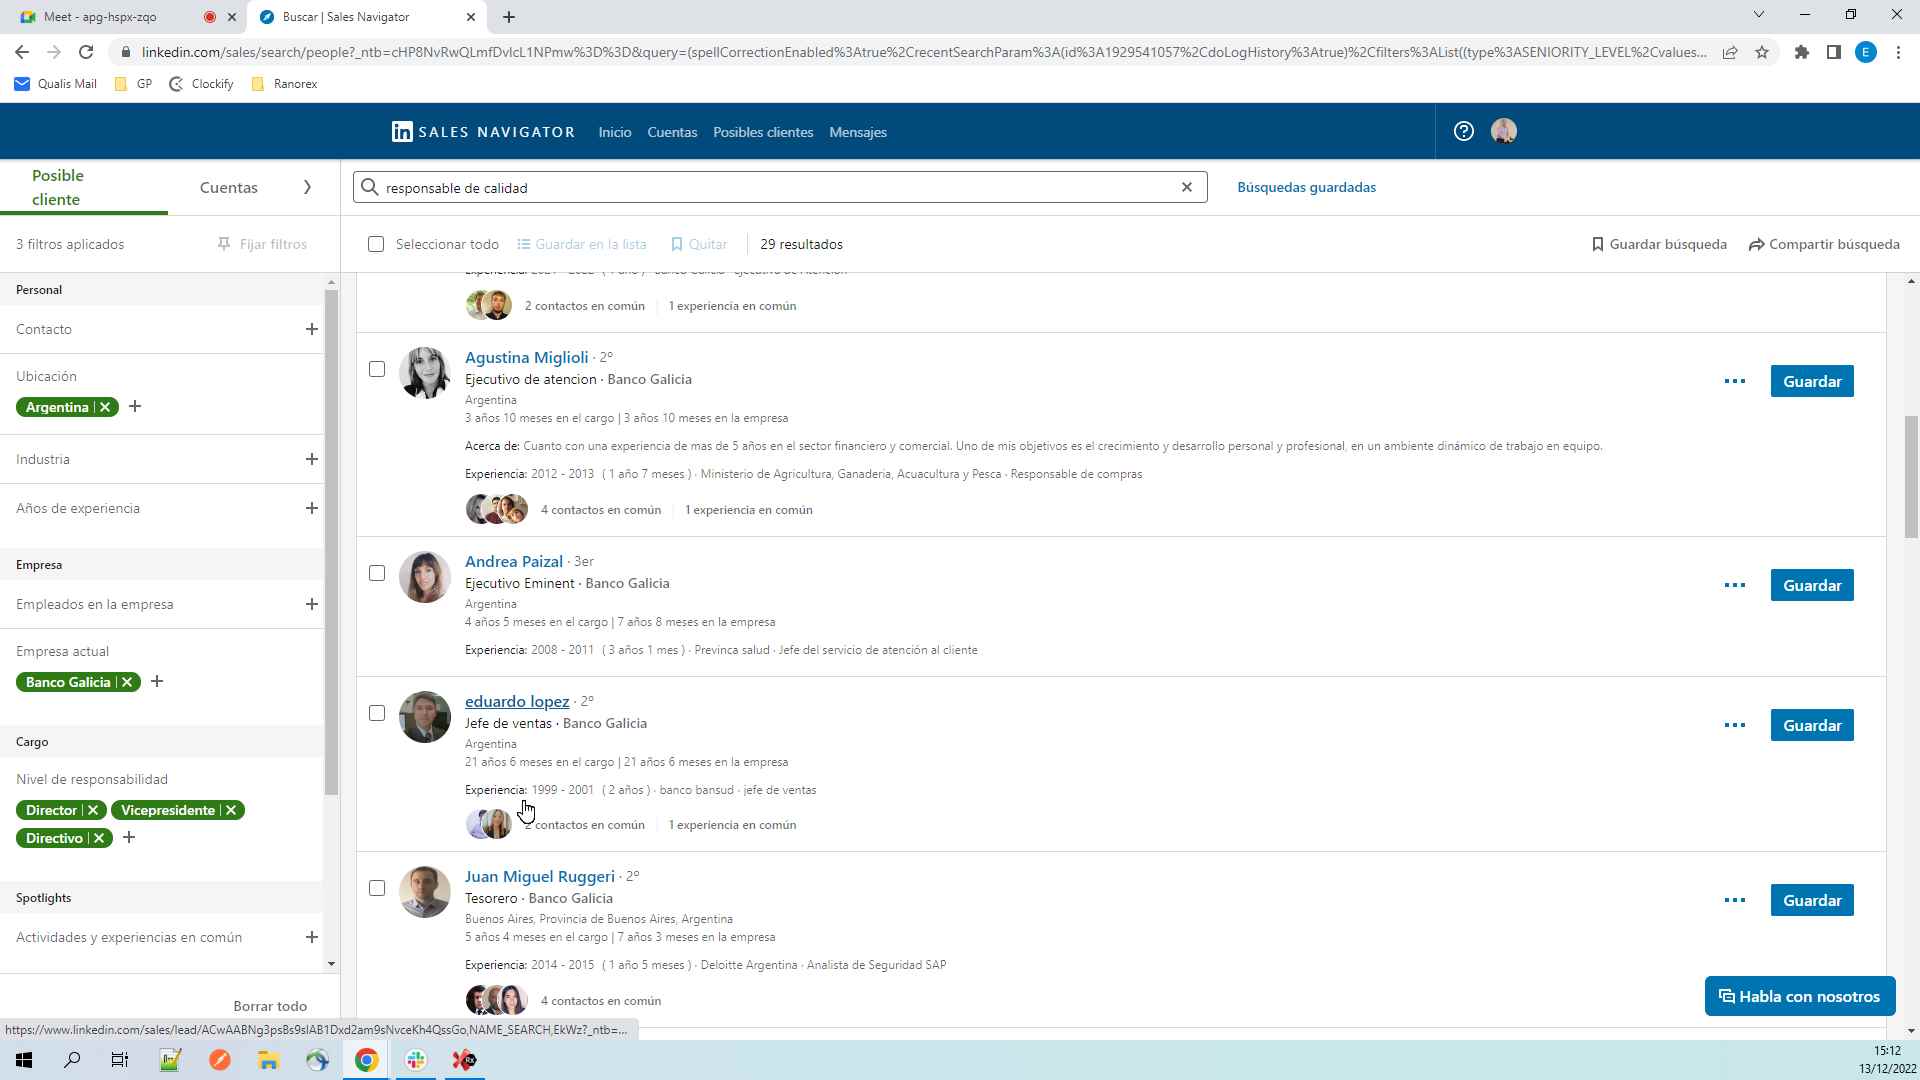 Meet - apg-hspx-zqo
Buscar | Sales Navigator
linkedin.com/sales/search/people?_ntb=cHP8NvRwQLmfDvlcL1NPmw%3D%3D&query=(spellCorrectionEnabled%3Atrue%2CrecentSearchParam%3A(id%3A1929541057%2CdoLogHistory%3Atrue)%2Cfilters%3AList((type%3ASENIORITY_LEVEL%2Cvalues...
E
Qualis Mail
GP
Clockify
Ranorex
in SALES NAVIGATOR
Inicio
Cuentas
Posibles clientes
Mensajes
Posible cliente
Cuentas
responsable de calidad
Búsquedas guardadas
3 filtros aplicados
Fijar filtros
Seleccionar todo
Guardar en la lista
Quitar
29 resultados
Guardar búsqueda
Compartir búsqueda
Personal
Contacto
Ubicación
Argentina
Industria
Años de experiencia
Empresa
Empleados en la empresa
Empresa actual
Banco Galicia
Cargo
Nivel de responsabilidad
Director
Vicepresidente
Directivo
Spotlights
Actividades y experiencias en común
Borrar todo
2 contactos en común
1 experiencia en común
Agustina Miglioli · 2º
Ejecutivo de atencion · Banco Galicia
Argentina
3 años 10 meses en el cargo | 3 años 10 meses en la empresa
Acerca de: Cuanto con una experiencia de mas de 5 años en el sector financiero y comercial. Uno de mis objetivos es el crecimiento y desarrollo personal y profesional, en un ambiente dinámico de trabajo en equipo.
Experiencia: 2012 - 2013 ( 1 año 7 meses ) · Ministerio de Agricultura, Ganaderia, Acuacultura y Pesca · Responsable de compras
4 contactos en común
1 experiencia en común
Guardar
Andrea Paizal · 3er
Ejecutivo Eminent · Banco Galicia
Argentina
4 años 5 meses en el cargo | 7 años 8 meses en la empresa
Experiencia: 2008 - 2011 ( 3 años 1 mes ) · Previnca salud · Jefe del servicio de atención al cliente
Guardar
eduardo lopez · 2º
Jefe de ventas · Banco Galicia
Argentina
21 años 6 meses en el cargo | 21 años 6 meses en la empresa
Experiencia: 1999 - 2001 ( 2 años ) · banco bansud · jefe de ventas
2 contactos en común
1 experiencia en común
Guardar
Juan Miguel Ruggeri · 2º
Tesorero · Banco Galicia
Buenos Aires, Provincia de Buenos Aires, Argentina
5 años 4 meses en el cargo | 7 años 3 meses en la empresa
Experiencia: 2014 - 2015 ( 1 año 5 meses ) · Deloitte Argentina · Analista de Seguridad SAP
4 contactos en común
Guardar
Habla con nosotros
https://www.linkedin.com/sales/lead/ACwAABNg3psBs9slAB1Dxd2am9sNvceKh4QssGo,NAME_SEARCH,EkWz?_ntb=...
15:12
13/12/2022